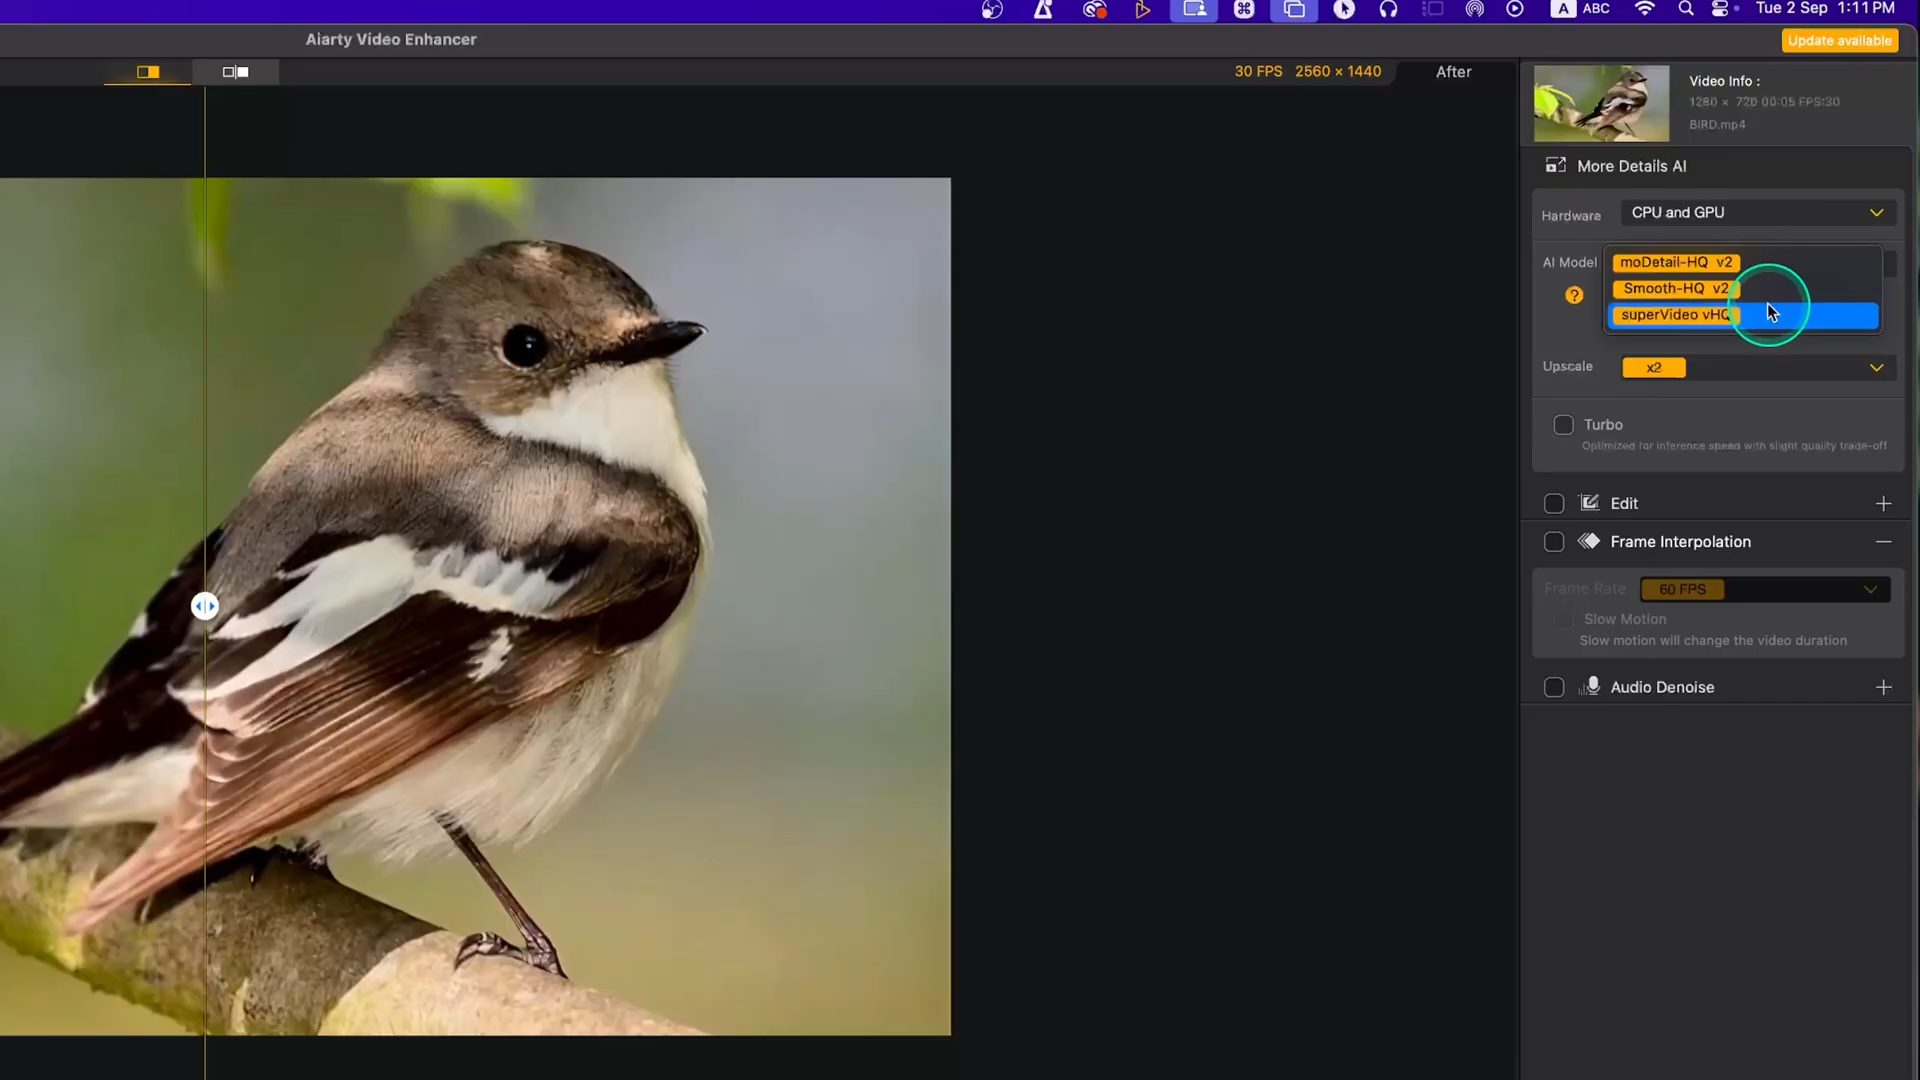 A ABC Tue 2 Sep 1:11 PM
Aiarty Video Enhancer
Update available
30 FPS 2560 × 1440
After
Video Info :
1280 × 720 00:05 FPS:30
BIRD.mp4
More Details AI
Hardware CPU and GPU
AI Model moDetail-HQ v2
? Smooth-HQ v2
superVideo vHQ
Upscale x2
Turbo
Optimized for inference speed with slight quality trade-off
Edit
Frame Interpolation
Frame Rate 60 FPS
Slow Motion
Slow motion will change the video duration
Audio Denoise